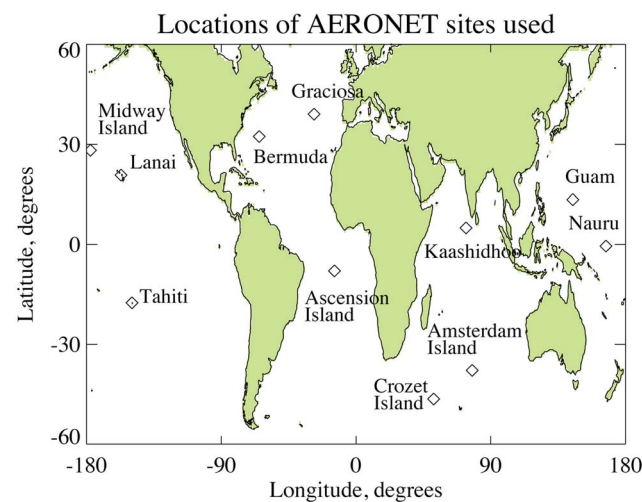 Locations of AERONET sites used
60
Graciosa
Midway
Island
30
Bermuda
Lanai
Guam
Nauru
0
Kaashidhoo
Tahiti
Ascension
Island
-30
Amsterdam
Island
Crozet
Island
-60
-180
-90
0
90
180
Latitude, degrees
Longitude, degrees